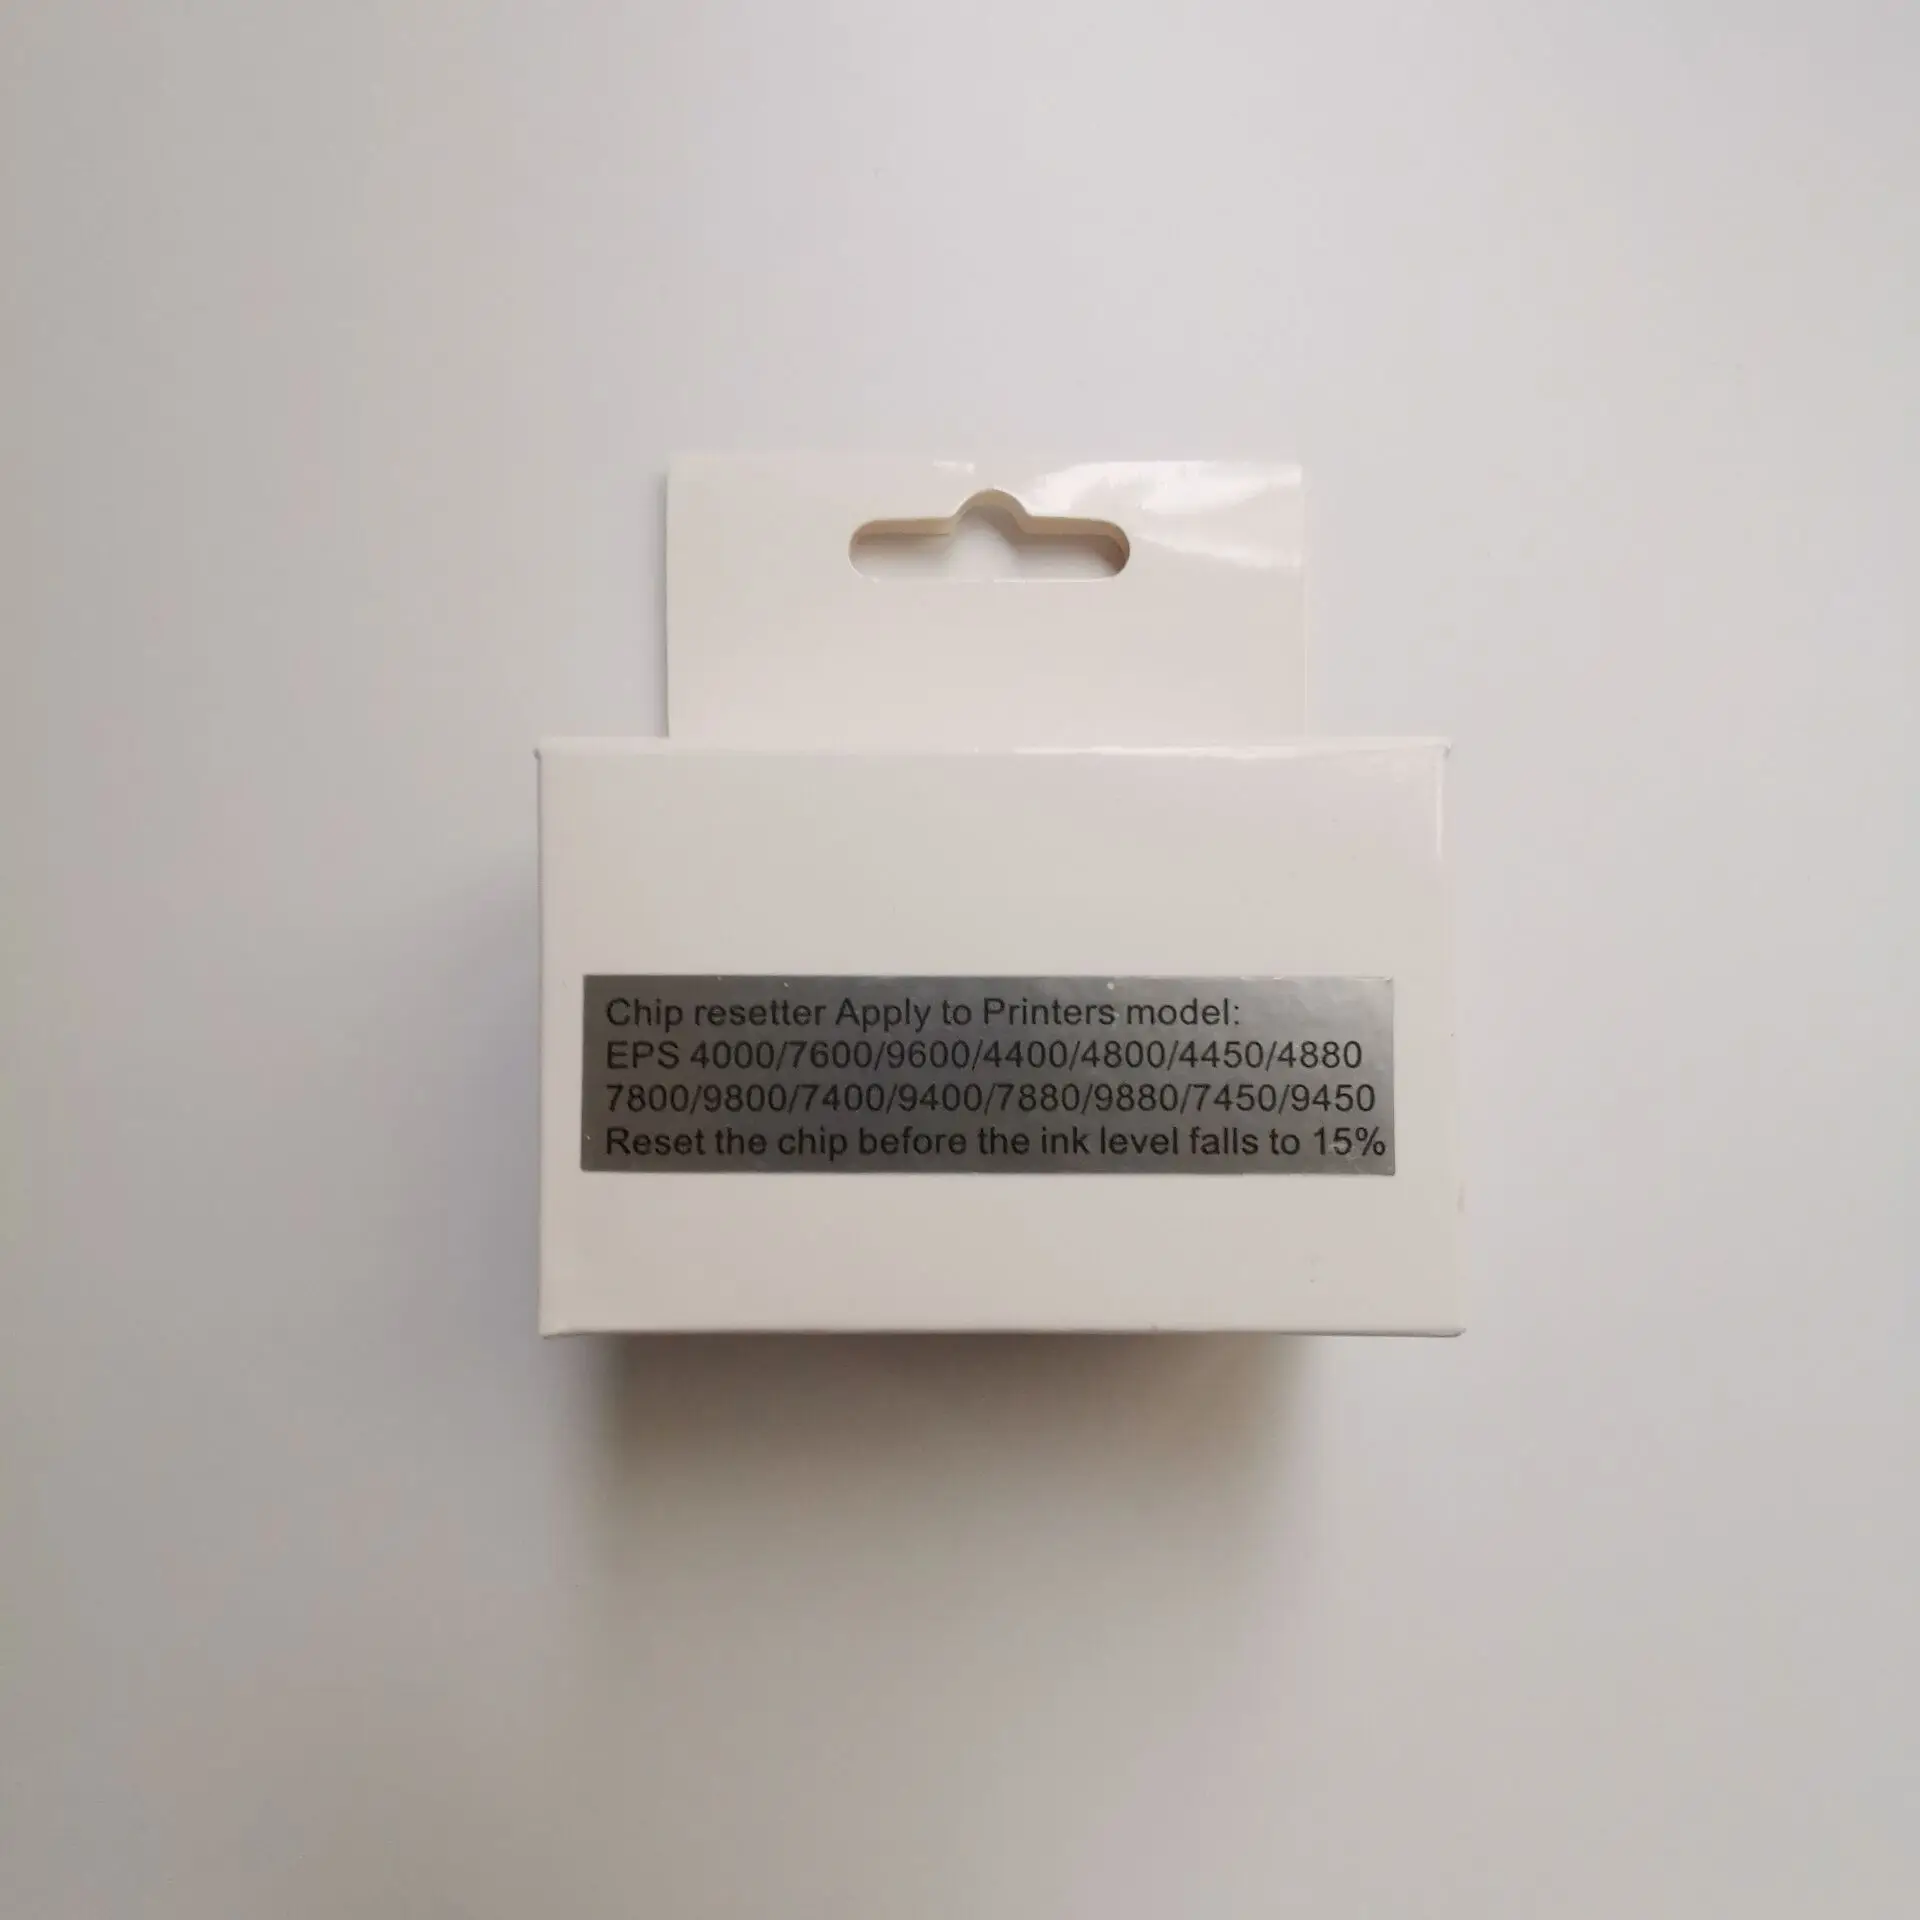 Chip resetter Apply to Printers model:
EPS 4000/7600/9600/4400/4800/4450/4880
7800/9800/7400/9400/7880/9880/7450/9450
Reset the chip before the ink level falls to 15%